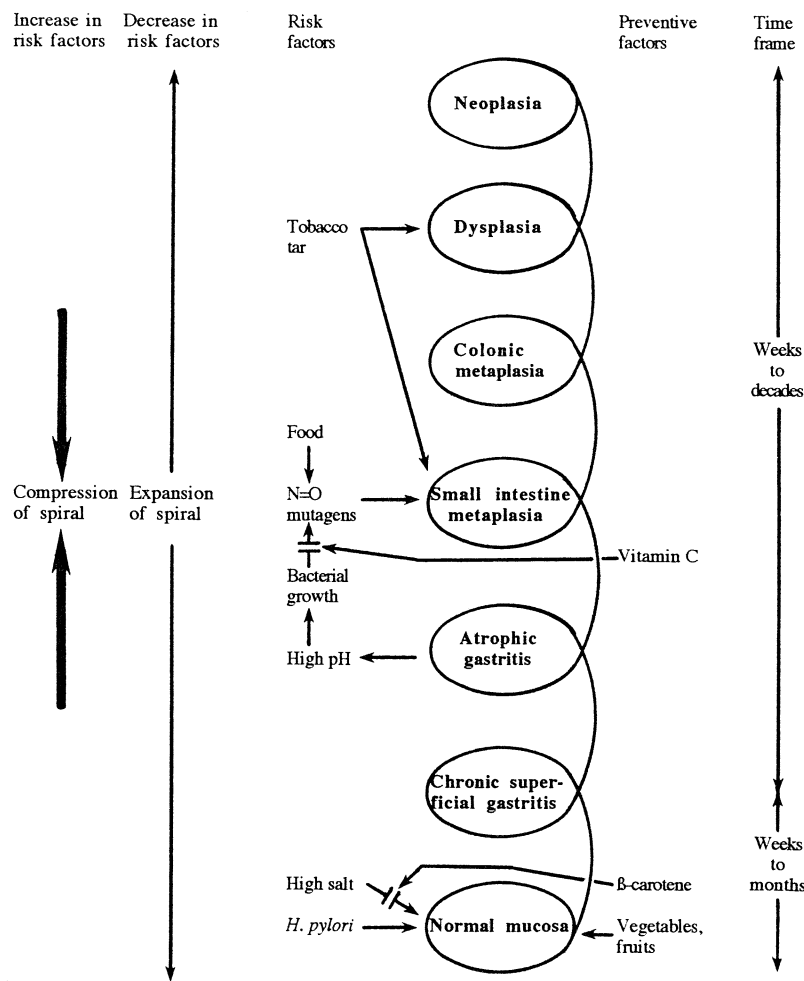 Increase in
risk factors
Decrease in
risk factors
Risk
factors
Preventive
factors
Time
frame
Neoplasia
Tobacco
tar
Dysplasia
Colonic
metaplasia
Weeks
to
decades
Food
Compression
of spiral
Expansion
of spiral
N=O
mutagens
Small intestine
metaplasia
Vitamin C
Bacterial
growth
High pH
Atrophic
gastritis
Chronic super-
ficial gastritis
Weeks
to
months
High salt
ß-carotene
H. pylori
Normal mucosa
Vegetables,
fruits